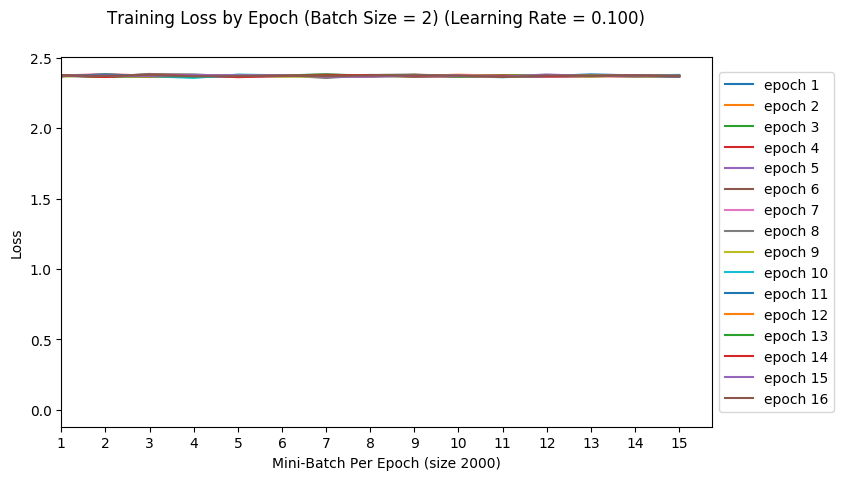 Training Loss by Epoch (Batch Size = 2) (Learning Rate = 0.100)
2.5
2.0
1.5
1.0
0.5
0.0
Loss
1 2 3 4 5 6 7 8 9 10 11 12 13 14 15
Mini-Batch Per Epoch (size 2000)
epoch 1
epoch 2
epoch 3
epoch 4
epoch 5
epoch 6
epoch 7
epoch 8
epoch 9
epoch 10
epoch 11
epoch 12
epoch 13
epoch 14
epoch 15
epoch 16